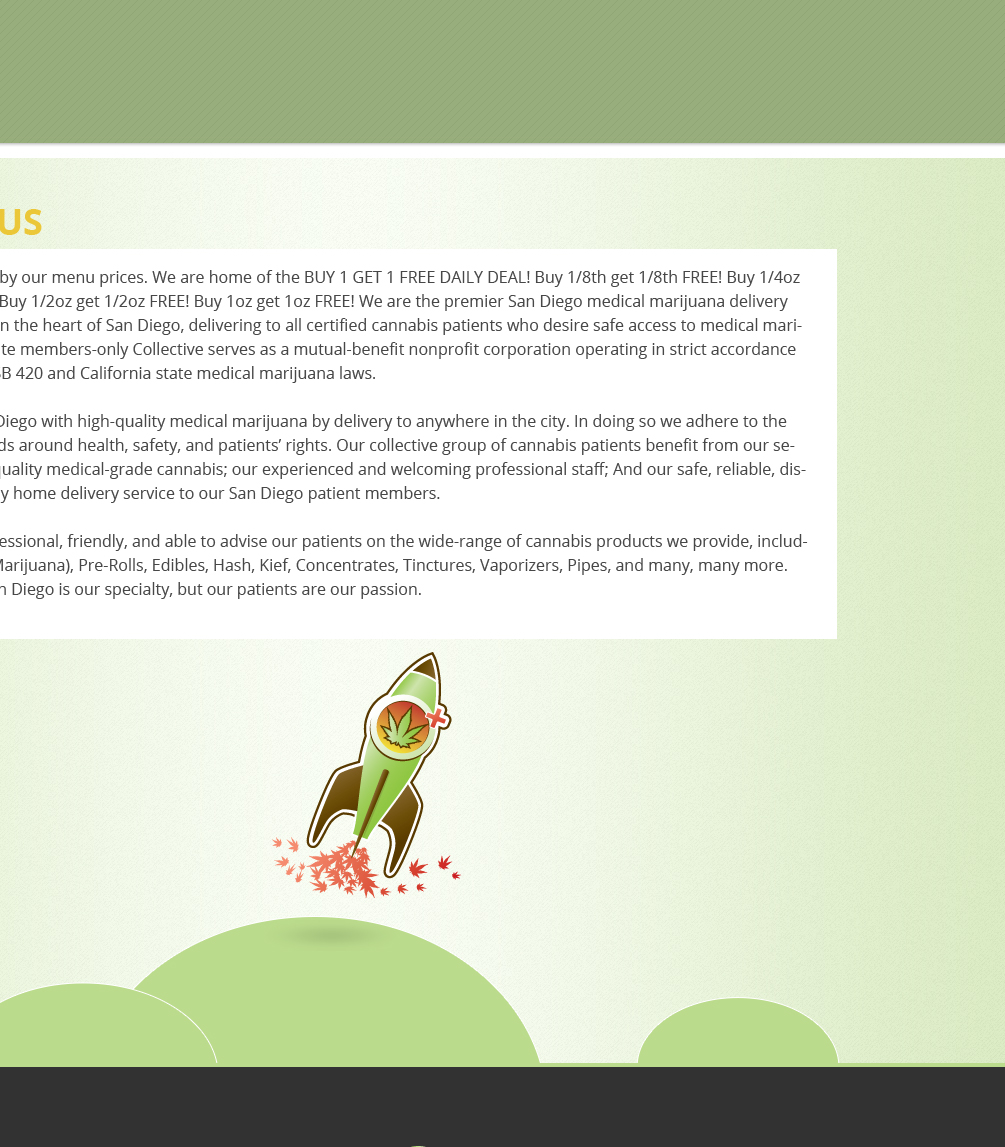 US
by our menu prices. We are home of the BUY 1 GET 1 FREE DAILY DEAL! Buy 1/8th get 1/8th FREE! Buy 1/4oz
Buy 1/2oz get 1/2oz FREE! Buy 1oz get 1oz FREE! We are the premier San Diego medical marijuana delivery
n the heart of San Diego, delivering to all certified cannabis patients who desire safe access to medical mari-
te members-only Collective serves as a mutual-benefit nonprofit corporation operating in strict accordance
SB 420 and California state medical marijuana laws.
Diego with high-quality medical marijuana by delivery to anywhere in the city. In doing so we adhere to the
ds around health, safety, and patients’ rights. Our collective group of cannabis patients benefit from our se-
quality medical-grade cannabis; our experienced and welcoming professional staff; And our safe, reliable, dis-
y home delivery service to our San Diego patient members.
essional, friendly, and able to advise our patients on the wide-range of cannabis products we provide, includ-
Marijuana), Pre-Rolls, Edibles, Hash, Kief, Concentrates, Tinctures, Vaporizers, Pipes, and many, many more.
n Diego is our specialty, but our patients are our passion.